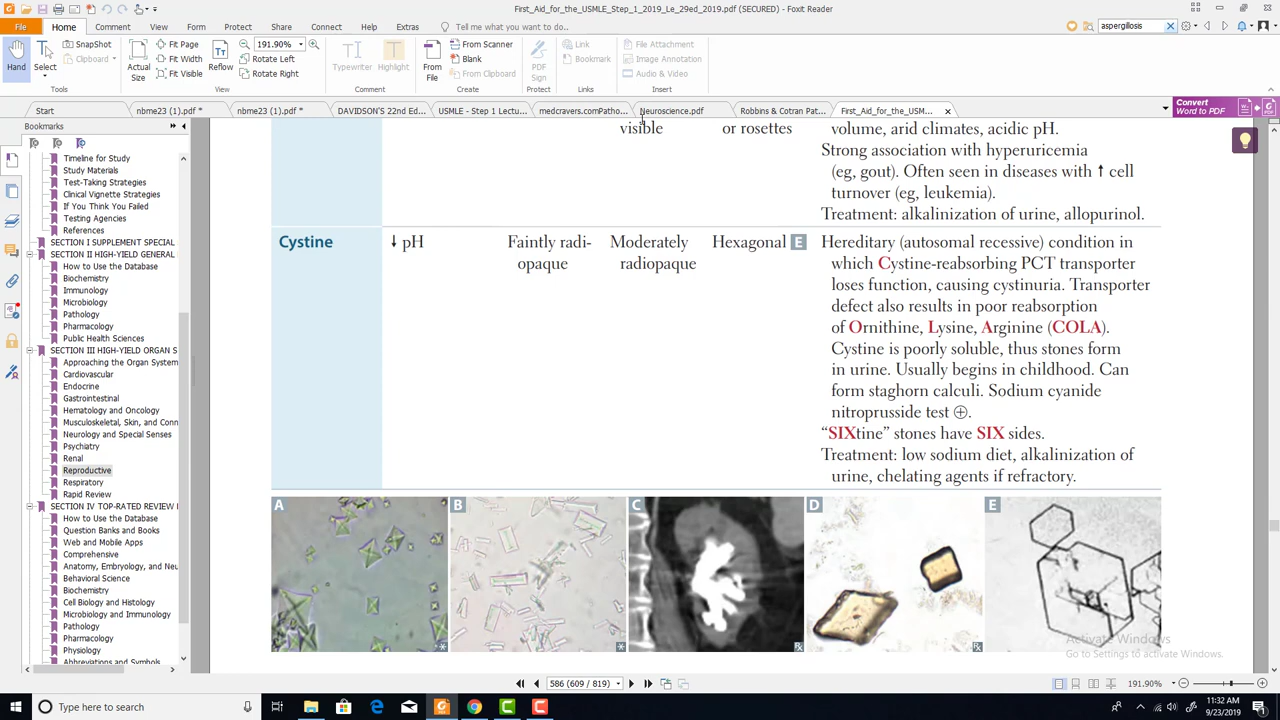 First_Aid_for_the_USMLE_Step_1_2019_Le_29ed_2019.pdf (SECURED) - Foxit Reader
File Home Comment View Form Protect Share Connect Help Extras Tell me what you want to do...
aspergillosis
Hand
Select
SnapShot
Clipboard
Tools
Actual Size
Fit Page
Fit Width
Fit Visible
Reflow
191.90%
Rotate Left
Rotate Right
View
Typewriter
Highlight
Comment
From File
From Scanner
Blank
From Clipboard
Create
PDF Sign
Protect
Link
Bookmark
Links
File Attachment
Image Annotation
Audio & Video
Insert
Start nbme23 (1).pdf * nbme23 (1).pdf * DAVIDSON'S 22nd Ed... USMLE - Step 1 Lectu... medcravers.comPatho... Neuroscience.pdf Robbins & Cotran Pat... First_Aid_for_the_USM...
Convert
Word to PDF
Bookmarks
Timeline for Study
Study Materials
Test-Taking Strategies
Clinical Vignette Strategies
If You Think You Failed
Testing Agencies
References
SECTION I SUPPLEMENT SPECIAL
SECTION II HIGH-YIELD GENERAL
How to Use the Database
Biochemistry
Immunology
Microbiology
Pathology
Pharmacology
Public Health Sciences
SECTION III HIGH-YIELD ORGAN S
Approaching the Organ System
Cardiovascular
Endocrine
Gastrointestinal
Hematology and Oncology
Musculoskeletal, Skin, and Conn
Neurology and Special Senses
Psychiatry
Renal
Reproductive
Respiratory
Rapid Review
SECTION IV TOP-RATED REVIEW
How to Use the Database
Question Banks and Books
Web and Mobile Apps
Comprehensive
Anatomy, Embryology, and Neu
Behavioral Science
Biochemistry
Cell Biology and Histology
Microbiology and Immunology
Pathology
Pharmacology
Physiology
Abbreviations and Symbols
visible or rosettes volume, arid climates, acidic pH.
Strong association with hyperuricemia
(eg, gout). Often seen in diseases with ↑ cell
turnover (eg, leukemia).
Treatment: alkalinization of urine, allopurinol.
Cystine ↓ pH Faintly radi- Moderately Hexagonal E Hereditary (autosomal recessive) condition in
opaque radiopaque which Cystine-reabsorbing PCT transporter
loses function, causing cystinuria. Transporter
defect also results in poor reabsorption
of Ornithine, Lysine, Arginine (COLA).
Cystine is poorly soluble, thus stones form
in urine. Usually begins in childhood. Can
form staghorn calculi. Sodium cyanide
nitroprusside test ⊕.
“SIXtine” stones have SIX sides.
Treatment: low sodium diet, alkalinization of
urine, chelating agents if refractory.
A B C D E
Activate Windows
Go to Settings to activate Windows.
586 (609 / 819) 191.90%
Type here to search
11:32 AM
9/23/2019